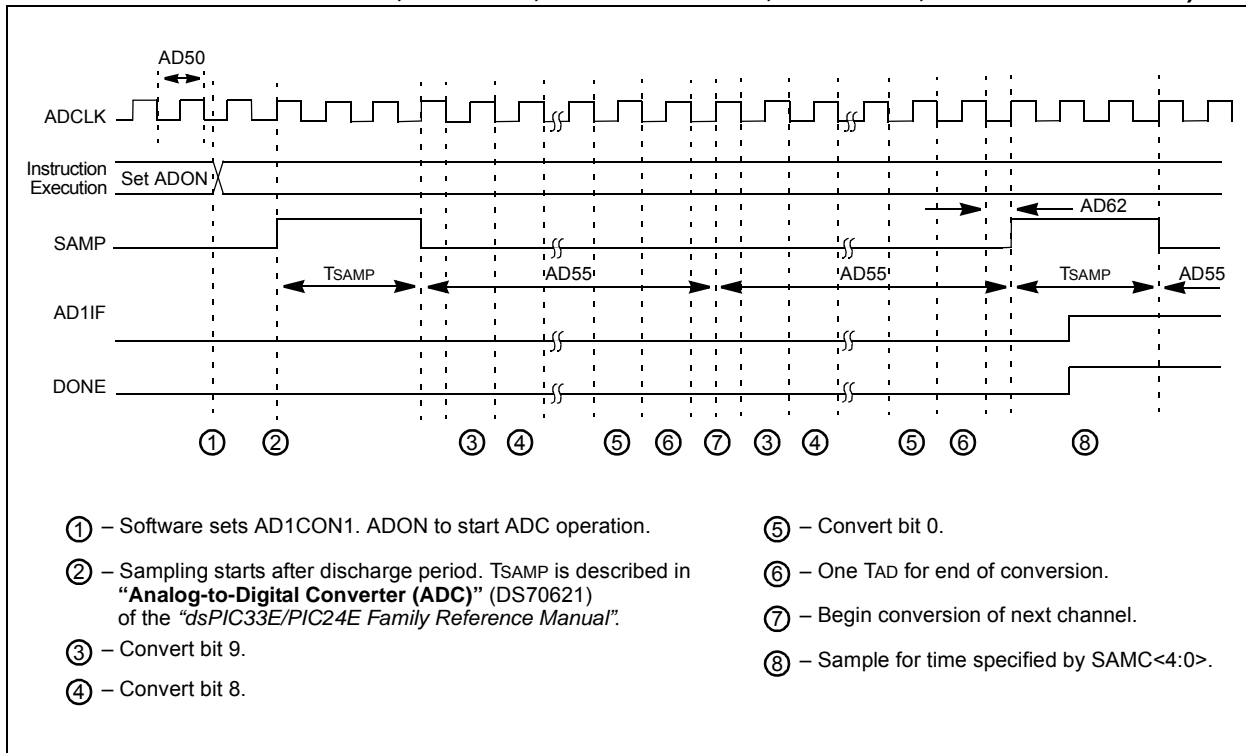 AD50
ADCLK
Instruction
Execution
Set ADON
AD62
SAMP
TSAMP
AD55
AD55
TSAMP
AD55
AD1IF
DONE
1 2 3 4 5 6 7 3 4 5 6 8
1 – Software sets AD1CON1. ADON to start ADC operation.
2 – Sampling starts after discharge period. TSAMP is described in
“Analog-to-Digital Converter (ADC)” (DS70621)
of the “dsPIC33E/PIC24E Family Reference Manual”.
3 – Convert bit 9.
4 – Convert bit 8.
5 – Convert bit 0.
6 – One TAD for end of conversion.
7 – Begin conversion of next channel.
8 – Sample for time specified by SAMC<4:0>.